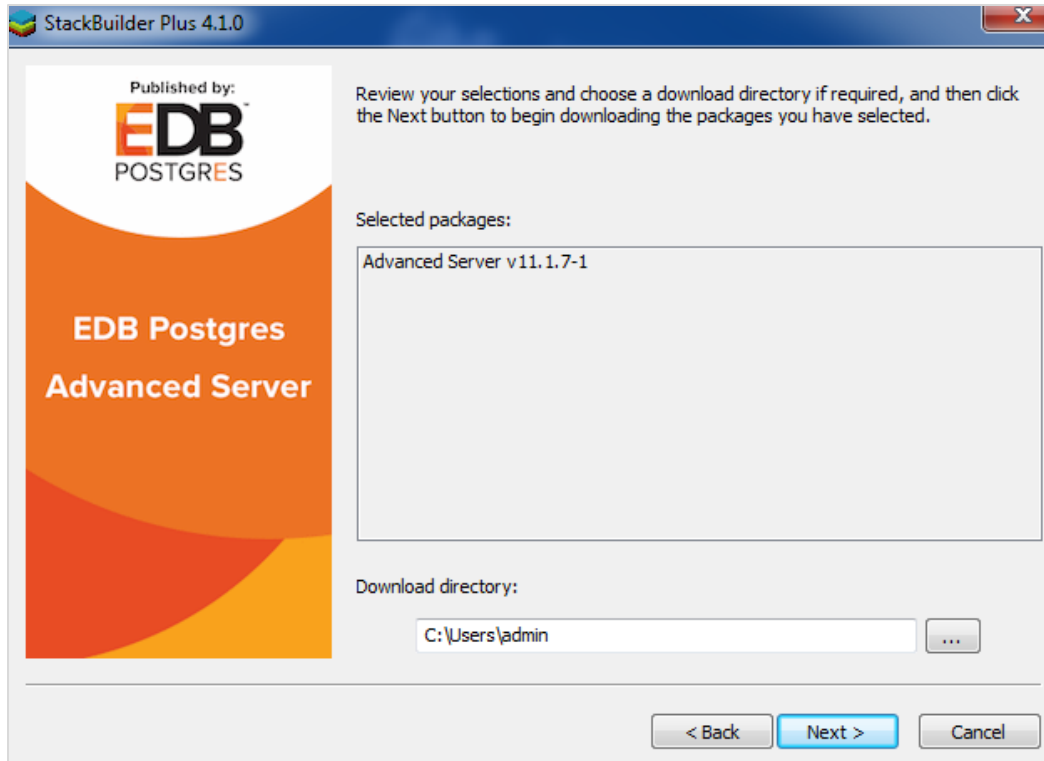 StackBuilder Plus 4.1.0
Published by:
EDB™
POSTGRES
EDB Postgres
Advanced Server
Review your selections and choose a download directory if required, and then click
the Next button to begin downloading the packages you have selected.
Selected packages:
Advanced Server v11.1.7-1
Download directory:
C:\Users\admin
...
< Back
Next >
Cancel